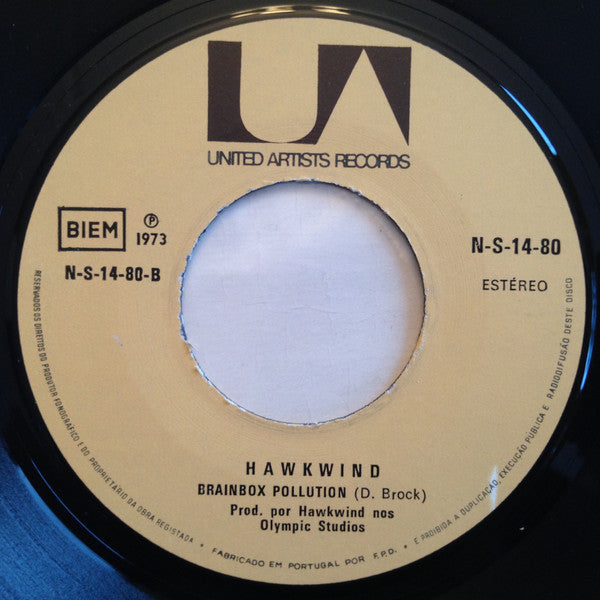 UA
UNITED ARTISTS RECORDS
BIEM
℗
1973
N-S-14-80-B
N-S-14-80
ESTÉREO
HAWKWIND
BRAINBOX POLLUTION (D. Brock)
Prod. por Hawkwind nos
Olympic Studios
RESERVADOS OS DIREITOS DO PRODUTOR FONOGRÁFICO E DO PROPRIETÁRIO DA OBRA REGISTADA • FABRICADO EM PORTUGAL POR F.P.D. • É PROIBIDA A DUPLICAÇÃO, EXECUÇÃO PÚBLICA E RADIODIFUSÃO DESTE DISCO